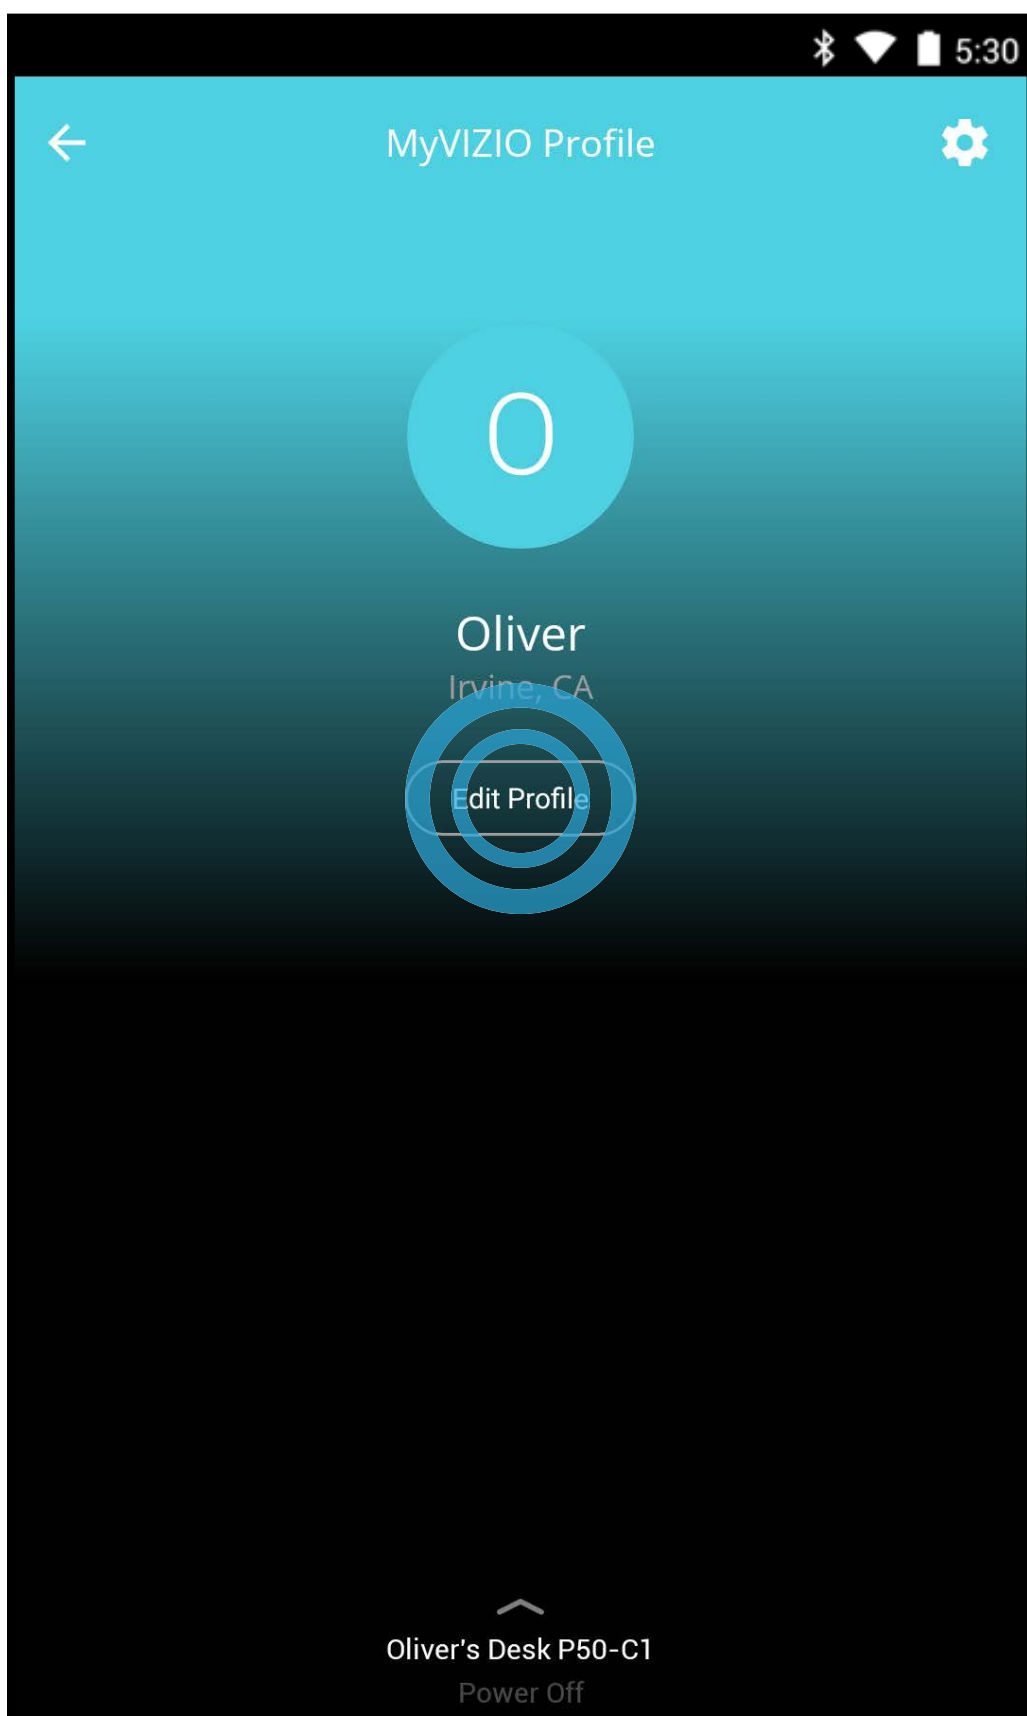 5:30
MyVIZIO Profile
O
Oliver
Irvine, CA
Edit Profile
Oliver's Desk P50-C1
Power Off